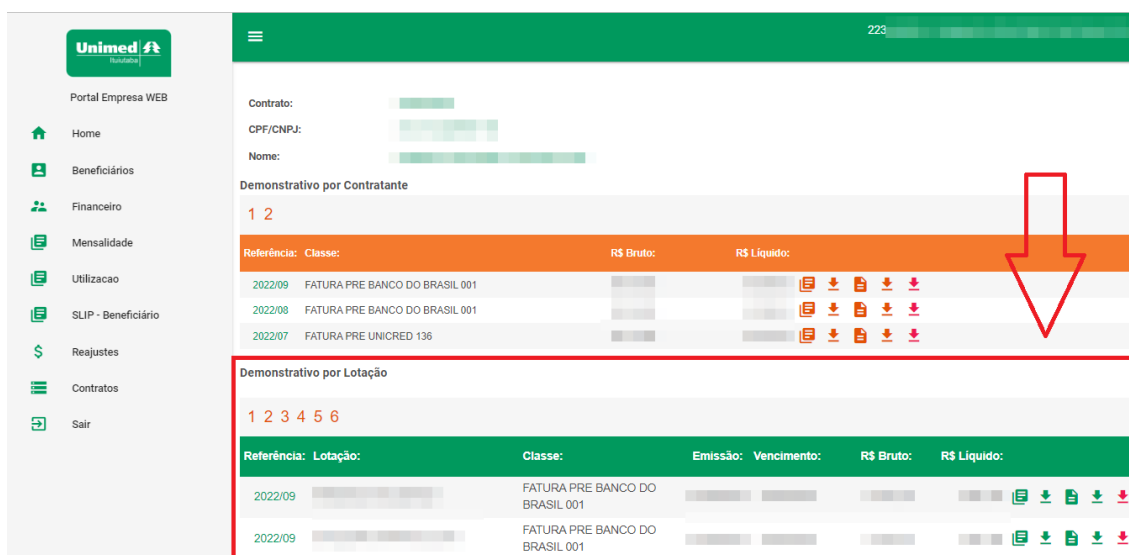 Unimed
Ituiutaba
Portal Empresa WEB
Home
Beneficiários
Financeiro
Mensalidade
Utilizacao
SLIP - Beneficiário
Reajustes
Contratos
Sair
223
Contrato:
CPF/CNPJ:
Nome:
Demonstrativo por Contratante
1 2
Referência: Classe: R$ Bruto: R$ Líquido:
2022/09 FATURA PRE BANCO DO BRASIL 001
2022/08 FATURA PRE BANCO DO BRASIL 001
2022/07 FATURA PRE UNICRED 136
Demonstrativo por Lotação
1 2 3 4 5 6
Referência: Lotação: Classe: Emissão: Vencimento: R$ Bruto: R$ Líquido:
2022/09 FATURA PRE BANCO DO
BRASIL 001
2022/09 FATURA PRE BANCO DO
BRASIL 001